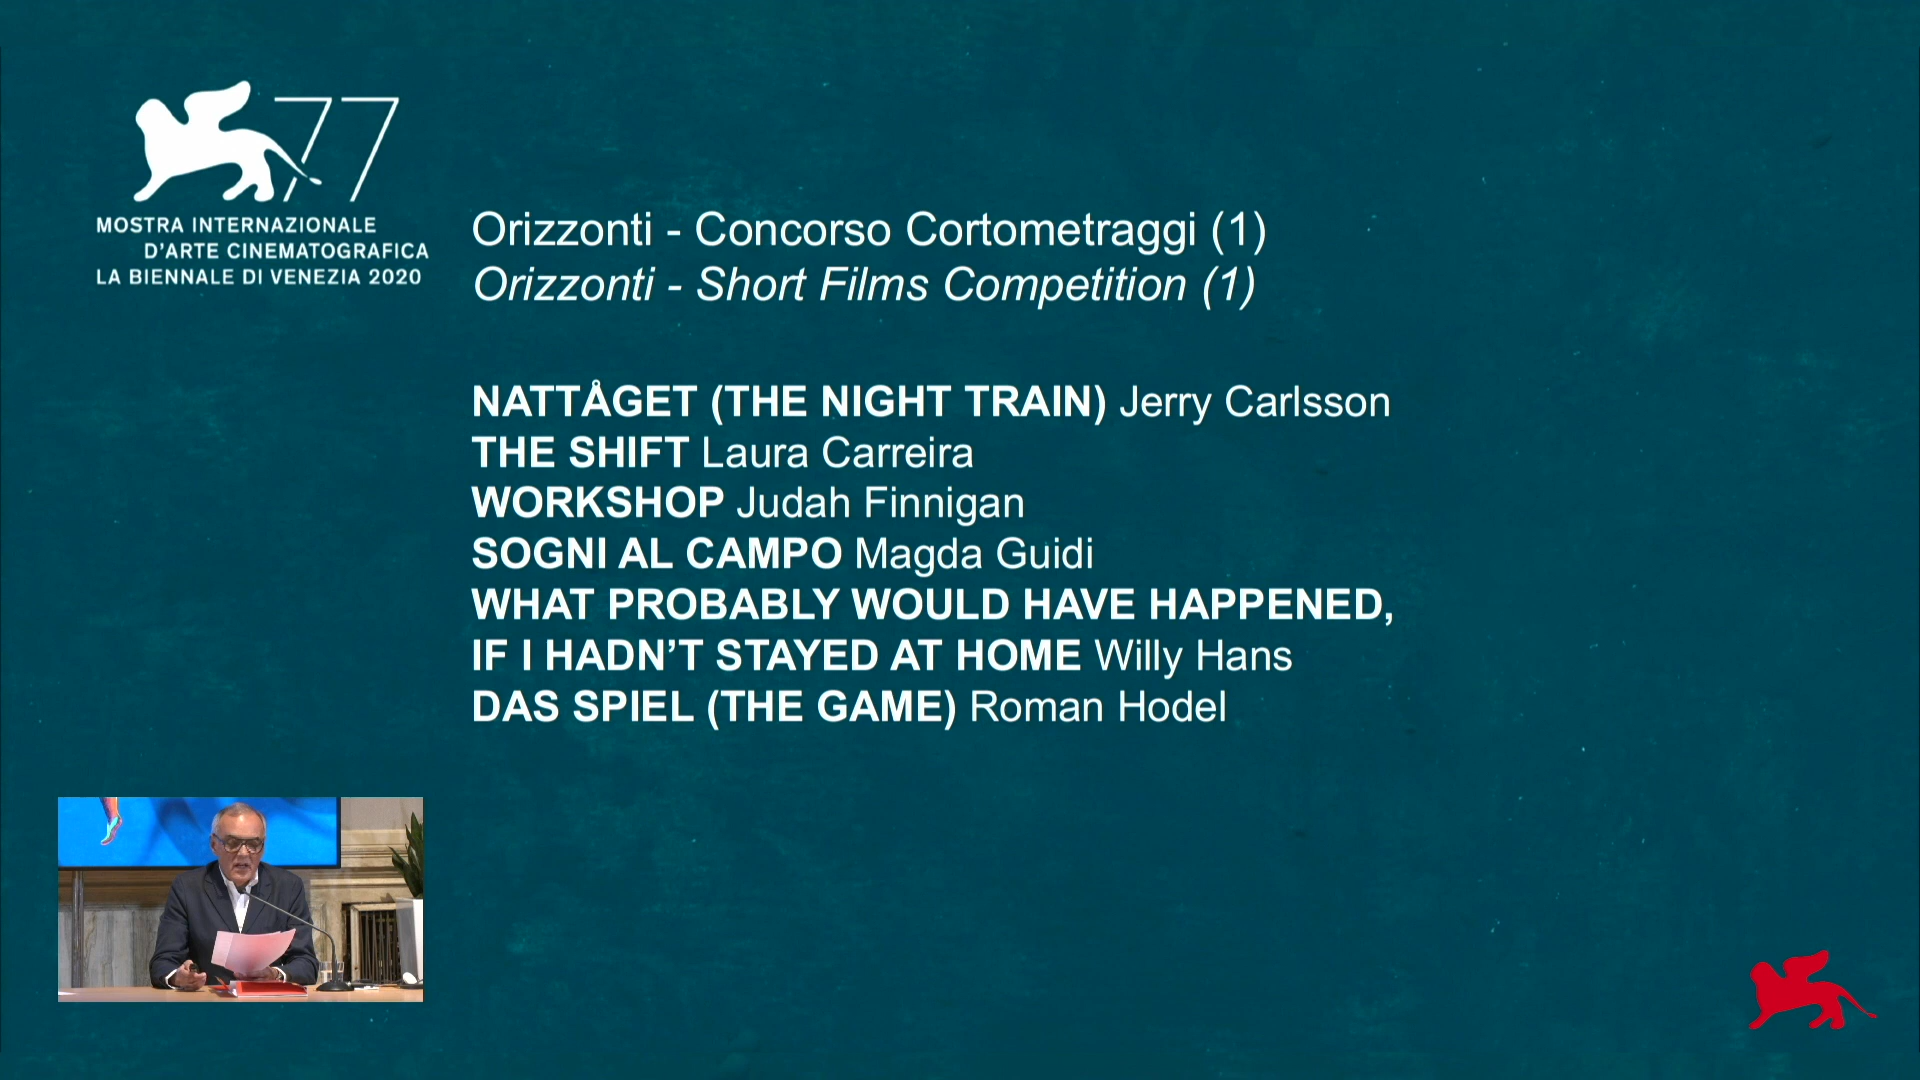 77
MOSTRA INTERNAZIONALE
D'ARTE CINEMATOGRAFICA
LA BIENNALE DI VENEZIA 2020
Orizzonti - Concorso Cortometraggi (1)
Orizzonti - Short Films Competition (1)
NATTÅGET (THE NIGHT TRAIN) Jerry Carlsson
THE SHIFT Laura Carreira
WORKSHOP Judah Finnigan
SOGNI AL CAMPO Magda Guidi
WHAT PROBABLY WOULD HAVE HAPPENED,
IF I HADN’T STAYED AT HOME Willy Hans
DAS SPIEL (THE GAME) Roman Hodel